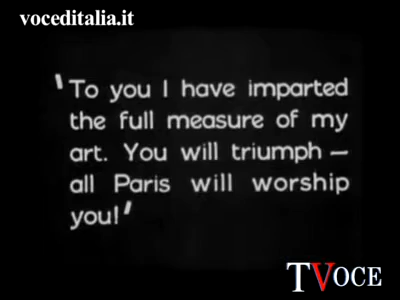 voceditalia.it
'To you I have imparted
the full measure of my
art. You will triumph —
all Paris will worship
you!'
TVOCE